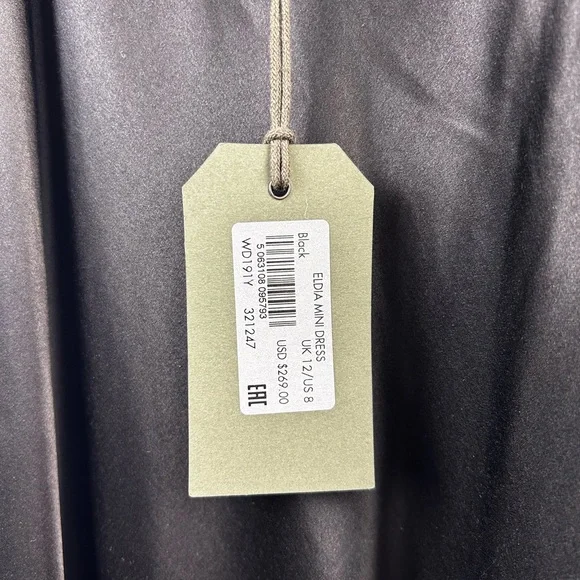 ELDIA MINI DRESS
Black
UK 12/US 8
5 063108 095793
USD $269.00
WD191Y 321247
EAC